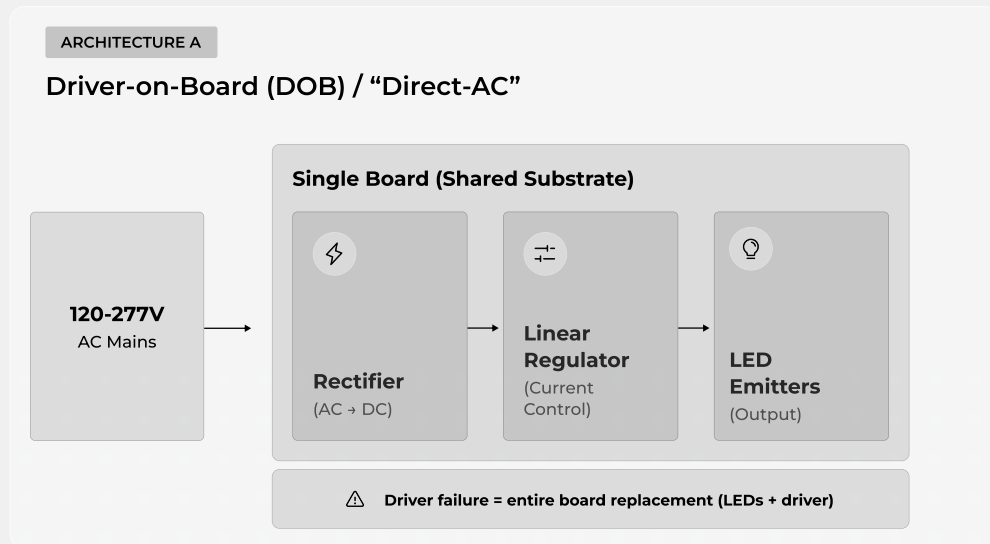 ARCHITECTURE A
Driver-on-Board (DOB) / “Direct-AC”
Single Board (Shared Substrate)
120-277V
AC Mains
Rectifier
(AC → DC)
Linear
Regulator
(Current
Control)
LED
Emitters
(Output)
Driver failure = entire board replacement (LEDs + driver)